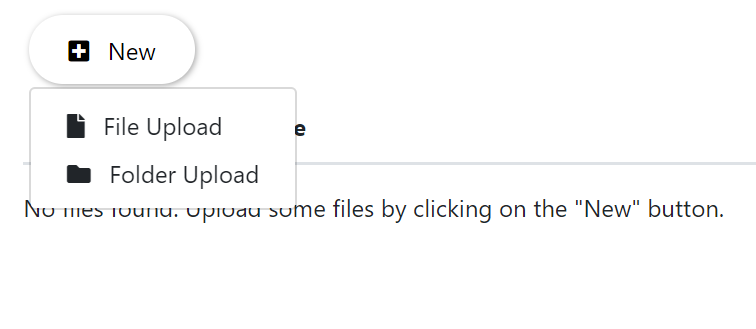 New
File Upload
e
Folder Upload
No files found. Upload some files by clicking on the "New" button.